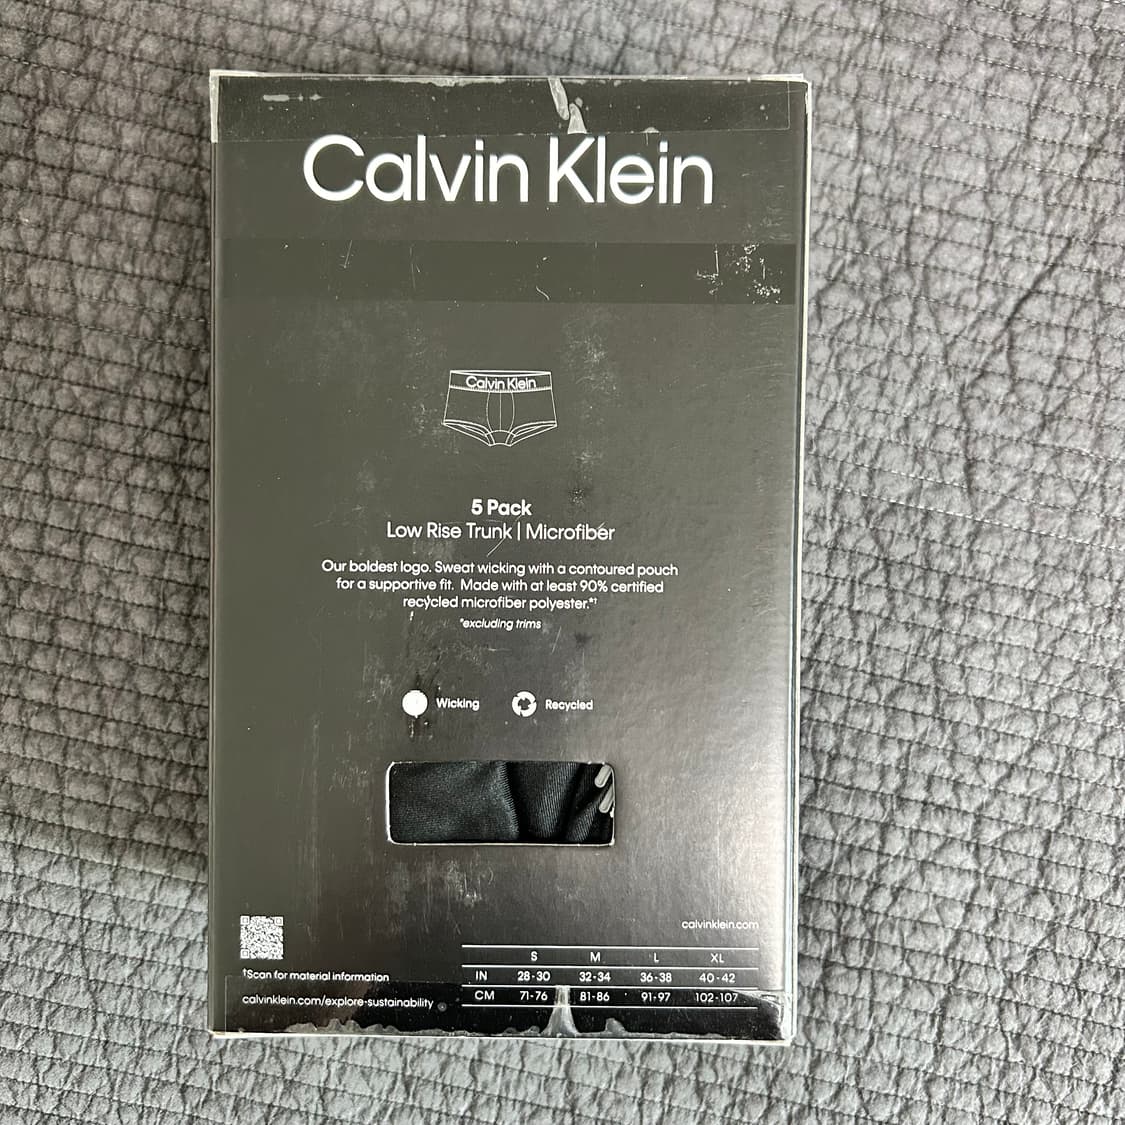 Calvin Klein
Calvin Klein
5 Pack
Low Rise Trunk | Microfiber
Our boldest logo. Sweat wicking with a contoured pouch
for a supportive fit. Made with at least 90% certified
recycled microfiber polyester.*†
*excluding trims
Wicking
Recycled
calvinklein.com
†Scan for material information
calvinklein.com/explore-sustainability
S M L XL
IN 28-30 32-34 36-38 40-42
CM 71-76 81-86 91-97 102-107